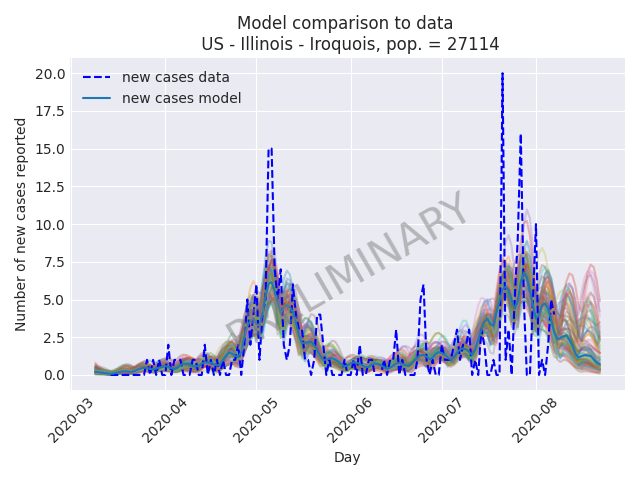 Model comparison to data
US - Illinois - Iroquois, pop. = 27114
20.0
17.5
15.0
12.5
10.0
7.5
5.0
2.5
0.0
Number of new cases reported
new cases data
new cases model
PRELIMINARY
2020-03
2020-04
2020-05
2020-06
2020-07
2020-08
Day